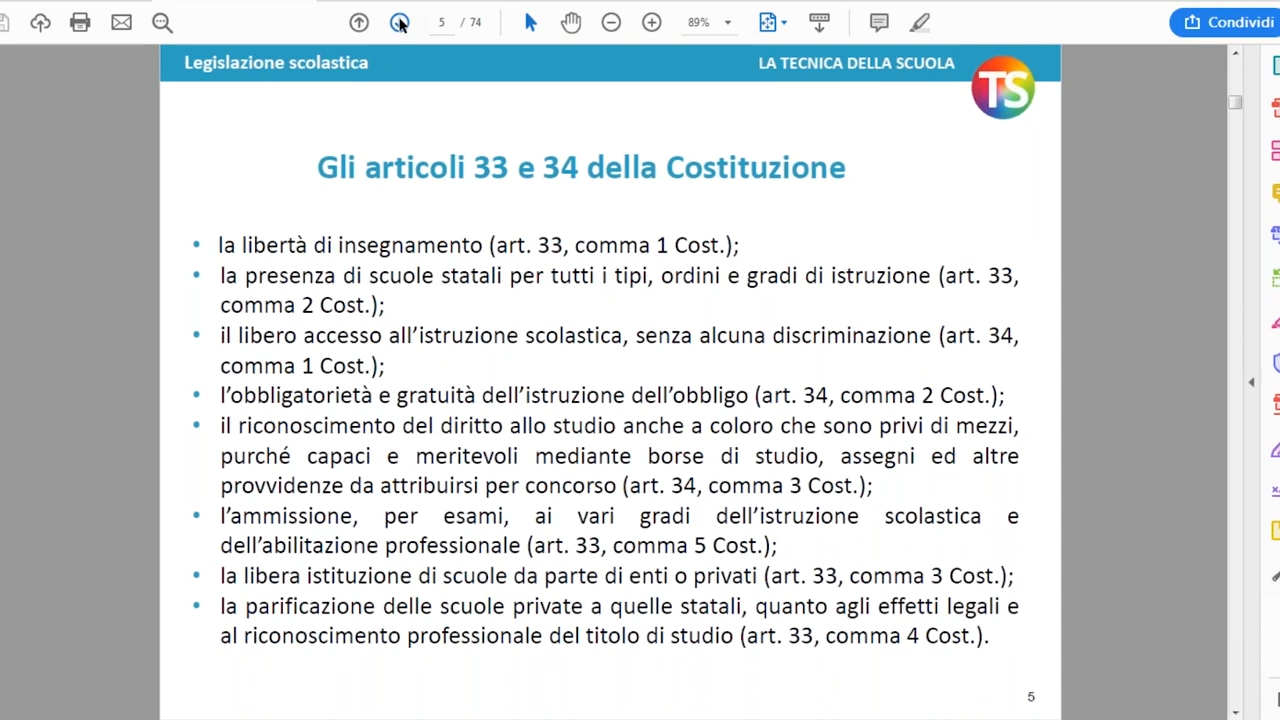 5 / 74
89%
Condividi
Legislazione scolastica
LA TECNICA DELLA SCUOLA
TS
Gli articoli 33 e 34 della Costituzione
• la libertà di insegnamento (art. 33, comma 1 Cost.);
• la presenza di scuole statali per tutti i tipi, ordini e gradi di istruzione (art. 33,
comma 2 Cost.);
• il libero accesso all’istruzione scolastica, senza alcuna discriminazione (art. 34,
comma 1 Cost.);
• l’obbligatorietà e gratuità dell’istruzione dell’obbligo (art. 34, comma 2 Cost.);
• il riconoscimento del diritto allo studio anche a coloro che sono privi di mezzi,
purché capaci e meritevoli mediante borse di studio, assegni ed altre
provvidenze da attribuirsi per concorso (art. 34, comma 3 Cost.);
• l’ammissione, per esami, ai vari gradi dell’istruzione scolastica e
dell’abilitazione professionale (art. 33, comma 5 Cost.);
• la libera istituzione di scuole da parte di enti o privati (art. 33, comma 3 Cost.);
• la parificazione delle scuole private a quelle statali, quanto agli effetti legali e
al riconoscimento professionale del titolo di studio (art. 33, comma 4 Cost.).
5